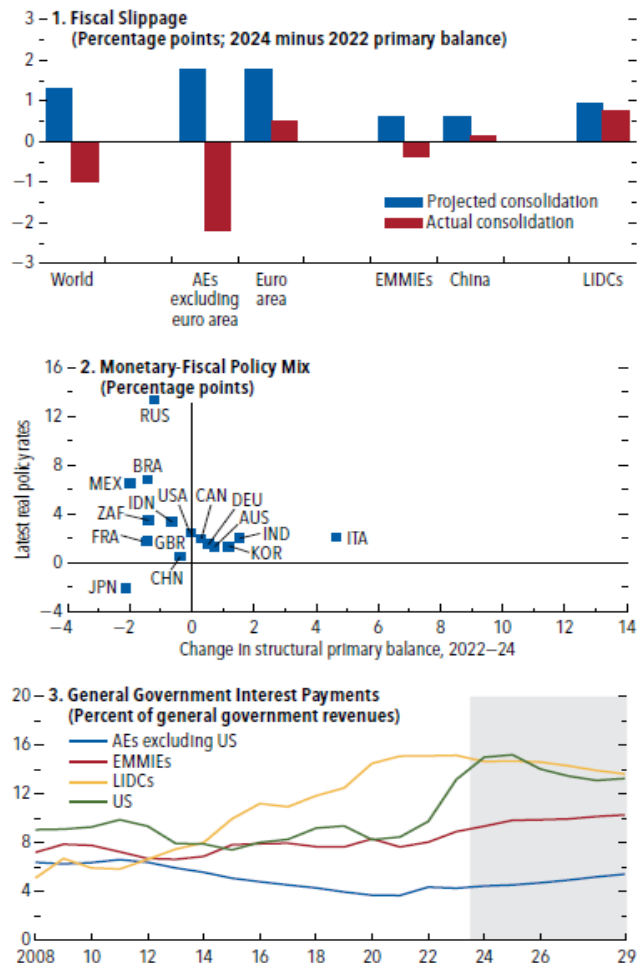 3 – 1. Fiscal Slippage
(Percentage points; 2024 minus 2022 primary balance)
2
1
0
–1
–2
–3
Projected consolidation
Actual consolidation
World
AEs
excluding
euro area
Euro
area
EMMIEs
China
LIDCs
16 – 2. Monetary-Fiscal Policy Mix
(Percentage points)
12
8
4
0
–4
Latest real policy rates
RUS
BRA
MEX
IDN
USA
CAN
DEU
ZAF
AUS
FRA
GBR
IND
ITA
KOR
CHN
JPN
–4 –2 0 2 4 6 8 10 12 14
Change in structural primary balance, 2022–24
20 – 3. General Government Interest Payments
(Percent of general government revenues)
16
12
8
4
0
AEs excluding US
EMMIEs
LIDCs
US
2008 10 12 14 16 18 20 22 24 26 29